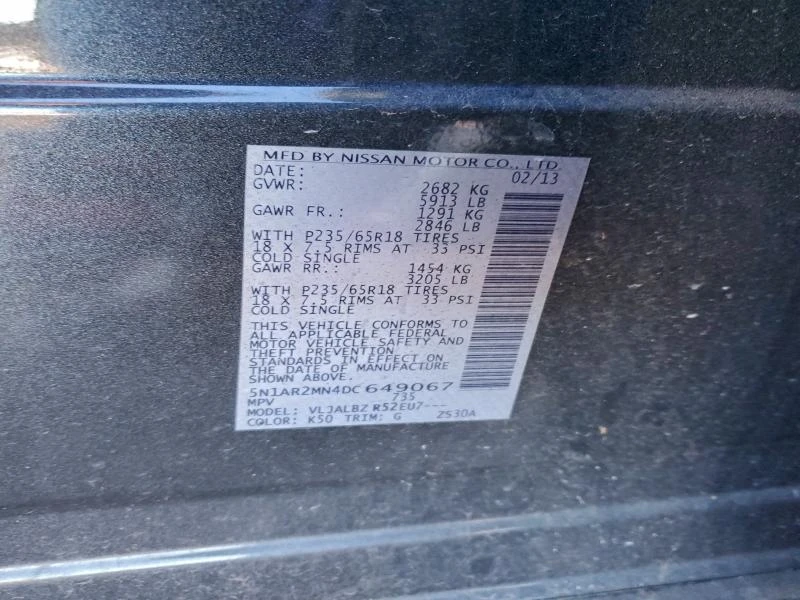 MFD BY NISSAN MOTOR CO., LTD
DATE: 02/13
GVWR: 2682 KG
5913 LB
GAWR FR.: 1291 KG
2846 LB
WITH P235/65R18 TIRES
18 X 7.5 RIMS AT 33 PSI
COLD SINGLE
GAWR RR.: 1454 KG
3205 LB
WITH P235/65R18 TIRES
18 X 7.5 RIMS AT 33 PSI
COLD SINGLE
THIS VEHICLE CONFORMS TO
ALL APPLICABLE FEDERAL
MOTOR VEHICLE SAFETY AND
THEFT PREVENTION
STANDARDS IN EFFECT ON
THE DATE OF MANUFACTURE
SHOWN ABOVE.
5N1AR2MN4DC649067
MPV 735
MODEL: VLJALBZ R52EU7---
COLOR: K50 TRIM: G ZS30A